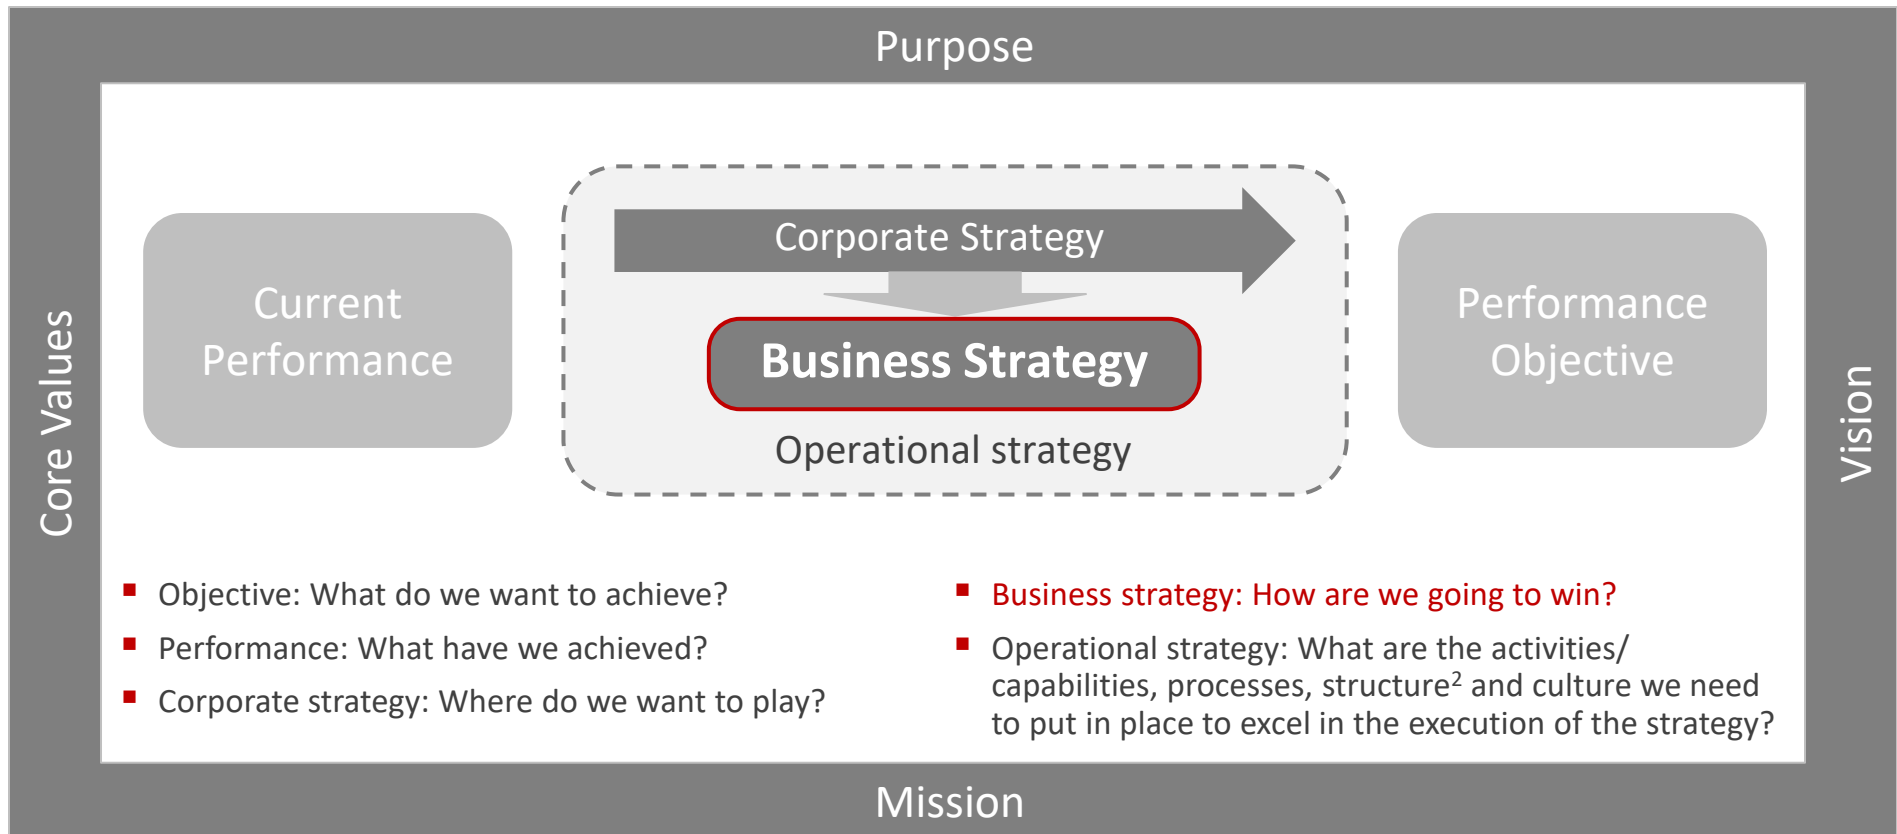 Purpose
Core Values
Current
Performance
Corporate Strategy
Business Strategy
Operational strategy
Performance
Objective
Vision
▪ Objective: What do we want to achieve?
▪ Performance: What have we achieved?
▪ Corporate strategy: Where do we want to play?
▪ Business strategy: How are we going to win?
▪ Operational strategy: What are the activities/
capabilities, processes, structure² and culture we need
to put in place to excel in the execution of the strategy?
Mission